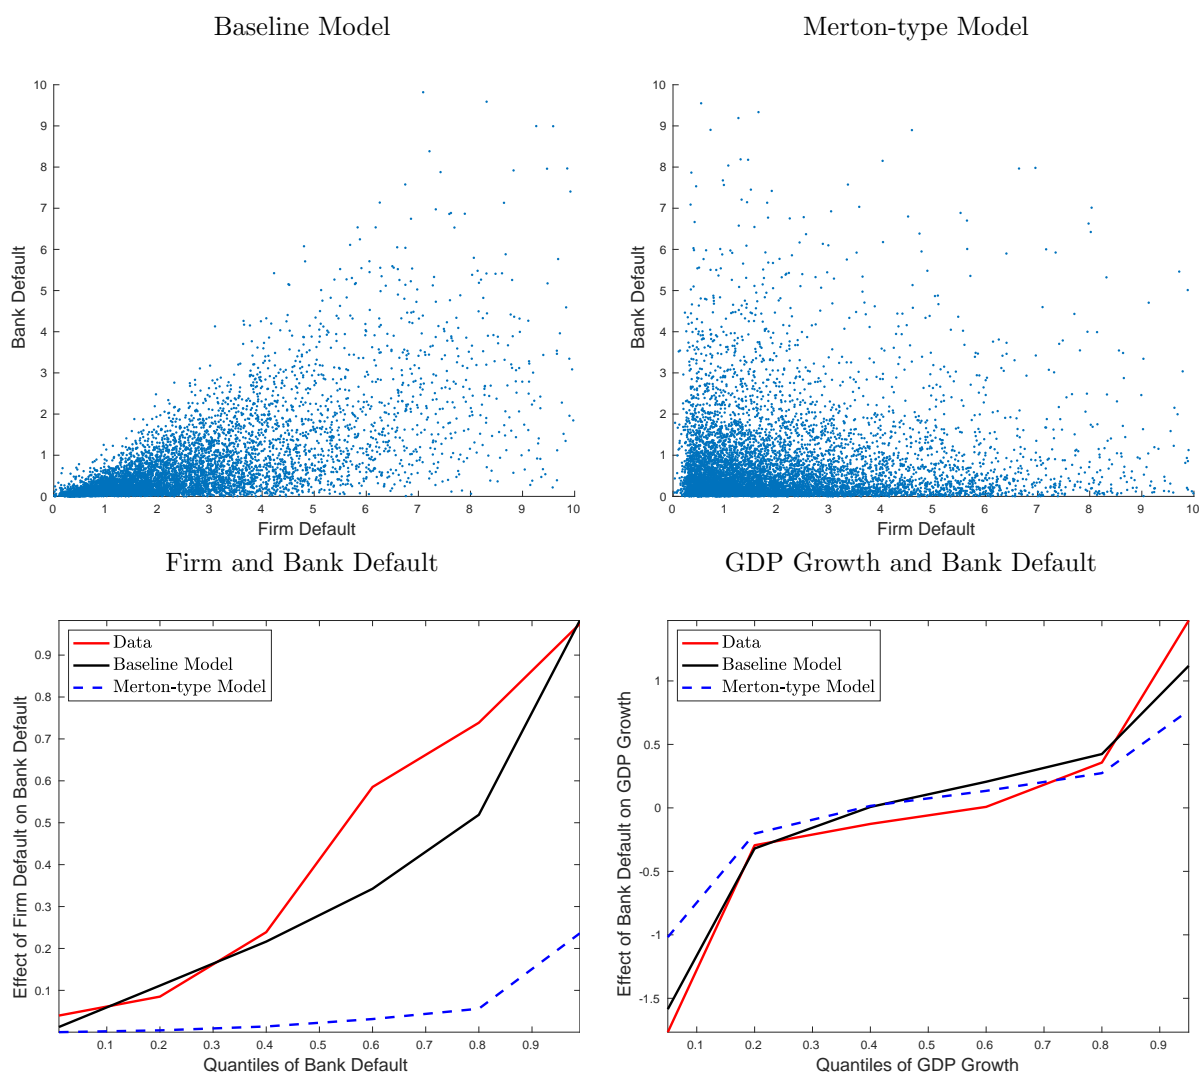 Baseline Model
Merton-type Model
10
9
8
7
6
5
4
3
2
1
0
Bank Default
0 1 2 3 4 5 6 7 8 9 10
Firm Default
10
9
8
7
6
5
4
3
2
1
0
Bank Default
0 1 2 3 4 5 6 7 8 9 10
Firm Default
Firm and Bank Default
GDP Growth and Bank Default
Data
Baseline Model
Merton-type Model
0.9
0.8
0.7
0.6
0.5
0.4
0.3
0.2
0.1
Effect of Firm Default on Bank Default
0.1 0.2 0.3 0.4 0.5 0.6 0.7 0.8 0.9
Quantiles of Bank Default
Data
Baseline Model
Merton-type Model
1
0.5
0
-0.5
-1
-1.5
Effect of Bank Default on GDP Growth
0.1 0.2 0.3 0.4 0.5 0.6 0.7 0.8 0.9
Quantiles of GDP Growth